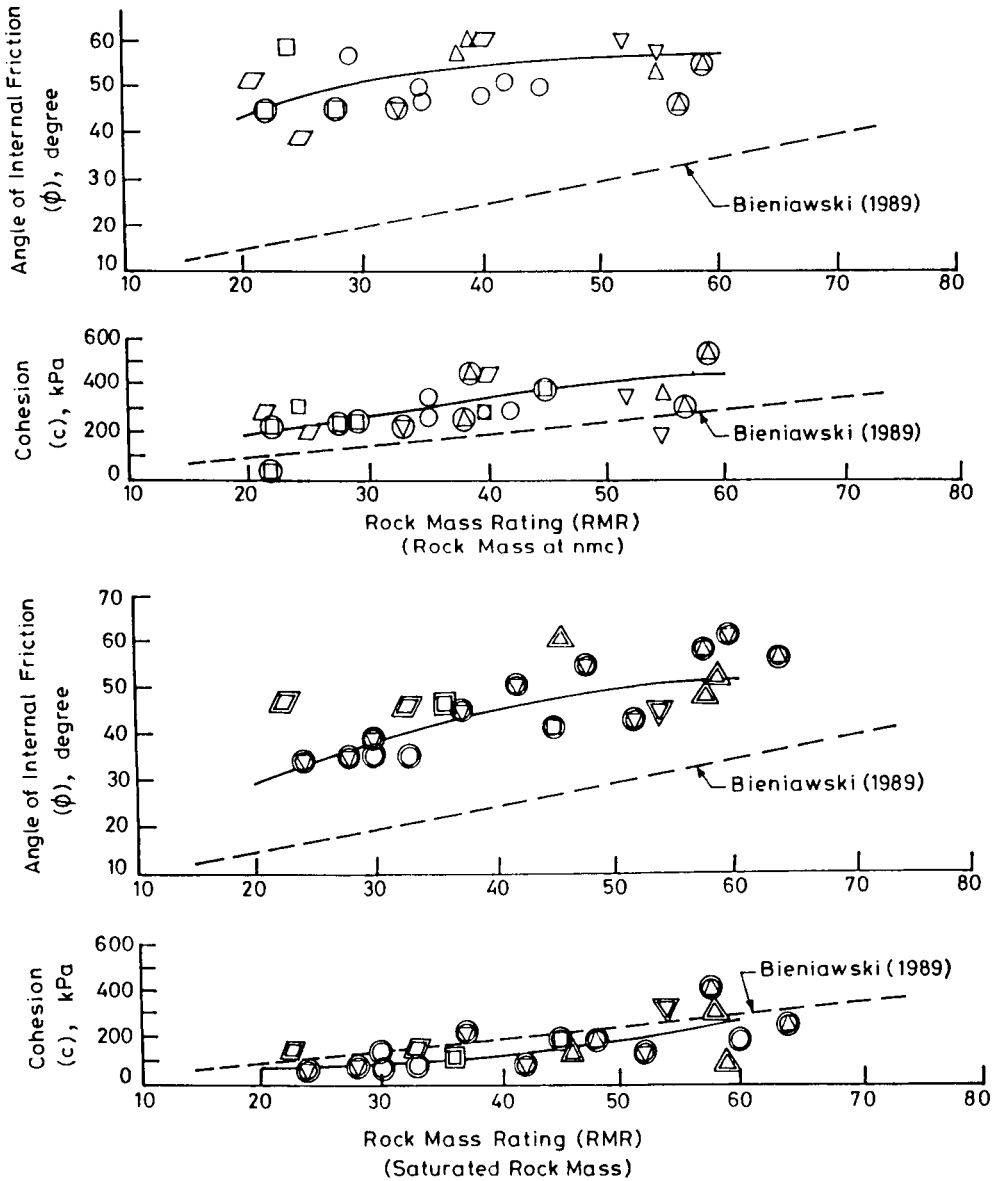 Angle of Internal Friction
(ϕ), degree
60
50
40
30
20
10
Bieniawski (1989)
10 20 30 40 50 60 70 80
Cohesion
(c), kPa
600
400
200
0
Bieniawski (1989)
10 20 30 40 50 60 70 80
Rock Mass Rating (RMR)
(Rock Mass at nmc)
Angle of Internal Friction
(ϕ), degree
70
60
50
40
30
20
10
Bieniawski (1989)
10 20 30 40 50 60 70 80
Cohesion
(c), kPa
600
400
200
0
Bieniawski (1989)
10 20 30 40 50 60 70 80
Rock Mass Rating (RMR)
(Saturated Rock Mass)